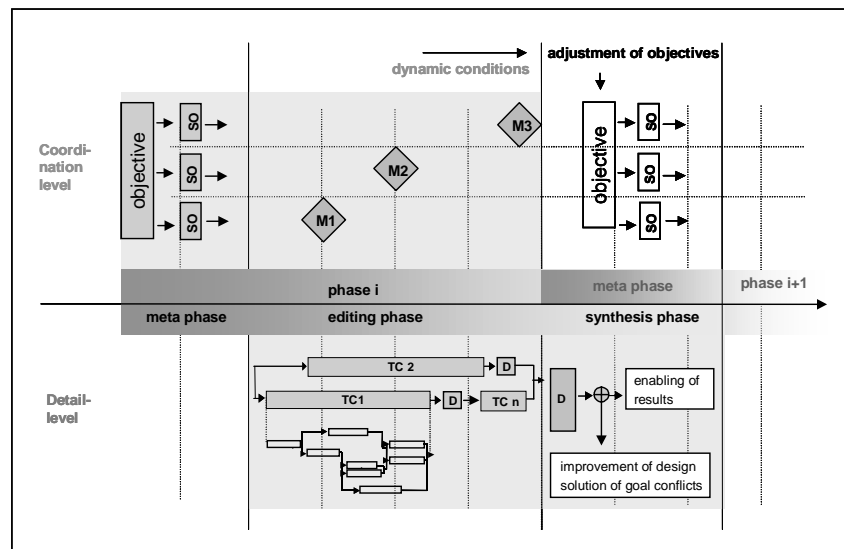 adjustment of objectives
dynamic conditions
Coordi-
nation
level
objective
SO
SO
SO
M1
M2
M3
objective
SO
SO
SO
phase i
meta phase
phase i+1
meta phase
editing phase
synthesis phase
Detail-
level
TC 2
D
TC1
D
TC n
D
enabling of
results
improvement of design
solution of goal conflicts